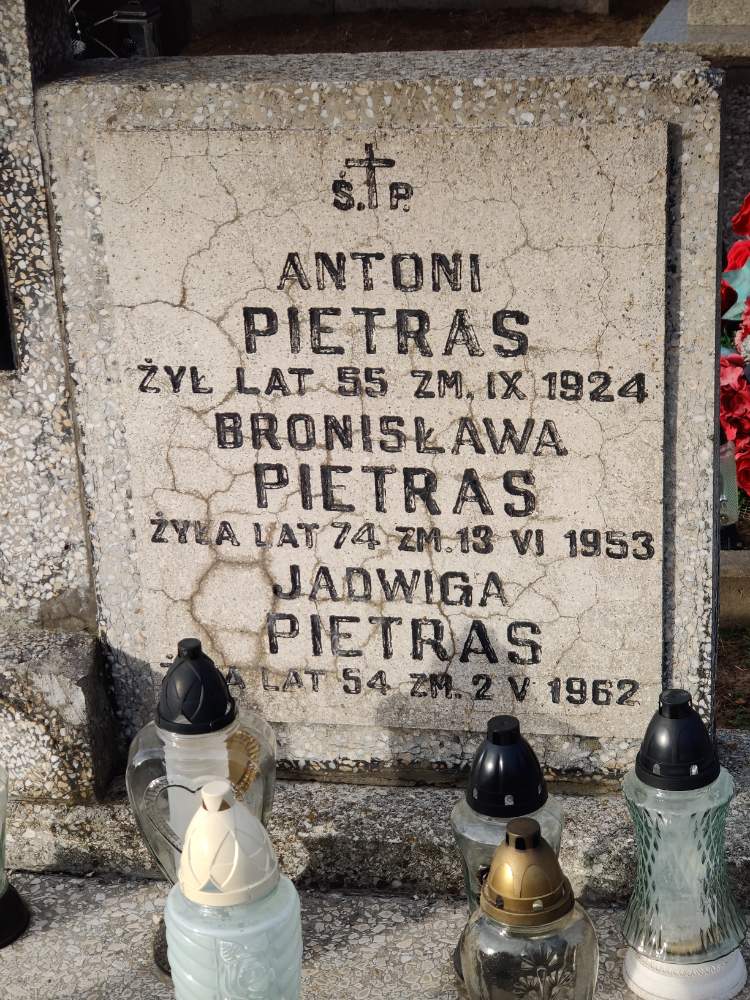 Ś. P.
ANTONI
PIETRAS
ŻYŁ LAT 55 ZM. IX 1924
BRONISŁAWA
PIETRAS
ŻYŁA LAT 74 ZM. 13 VI 1953
JADWIGA
PIETRAS
LAT 54 ZM. 2 V 1962